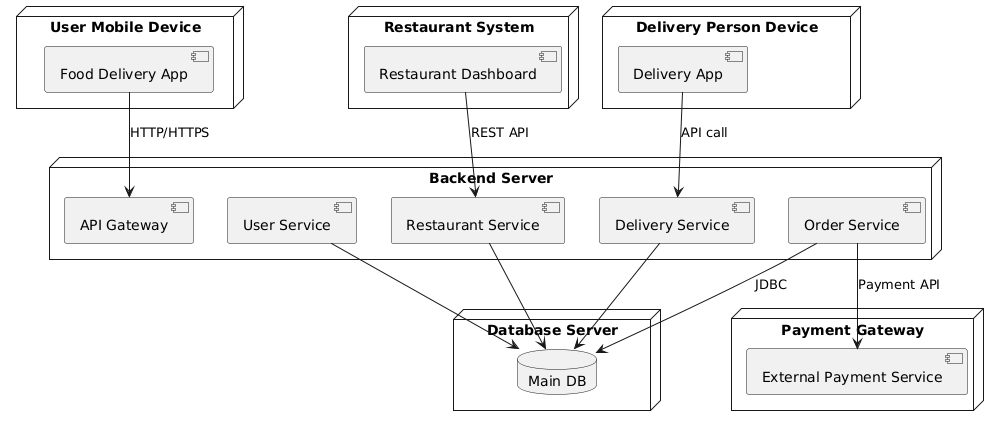 User Mobile Device
Restaurant System
Delivery Person Device
Food Delivery App
Restaurant Dashboard
Delivery App
HTTP/HTTPS
REST API
API call
Backend Server
API Gateway
User Service
Restaurant Service
Delivery Service
Order Service
JDBC
Payment API
Database Server
Payment Gateway
Main DB
External Payment Service